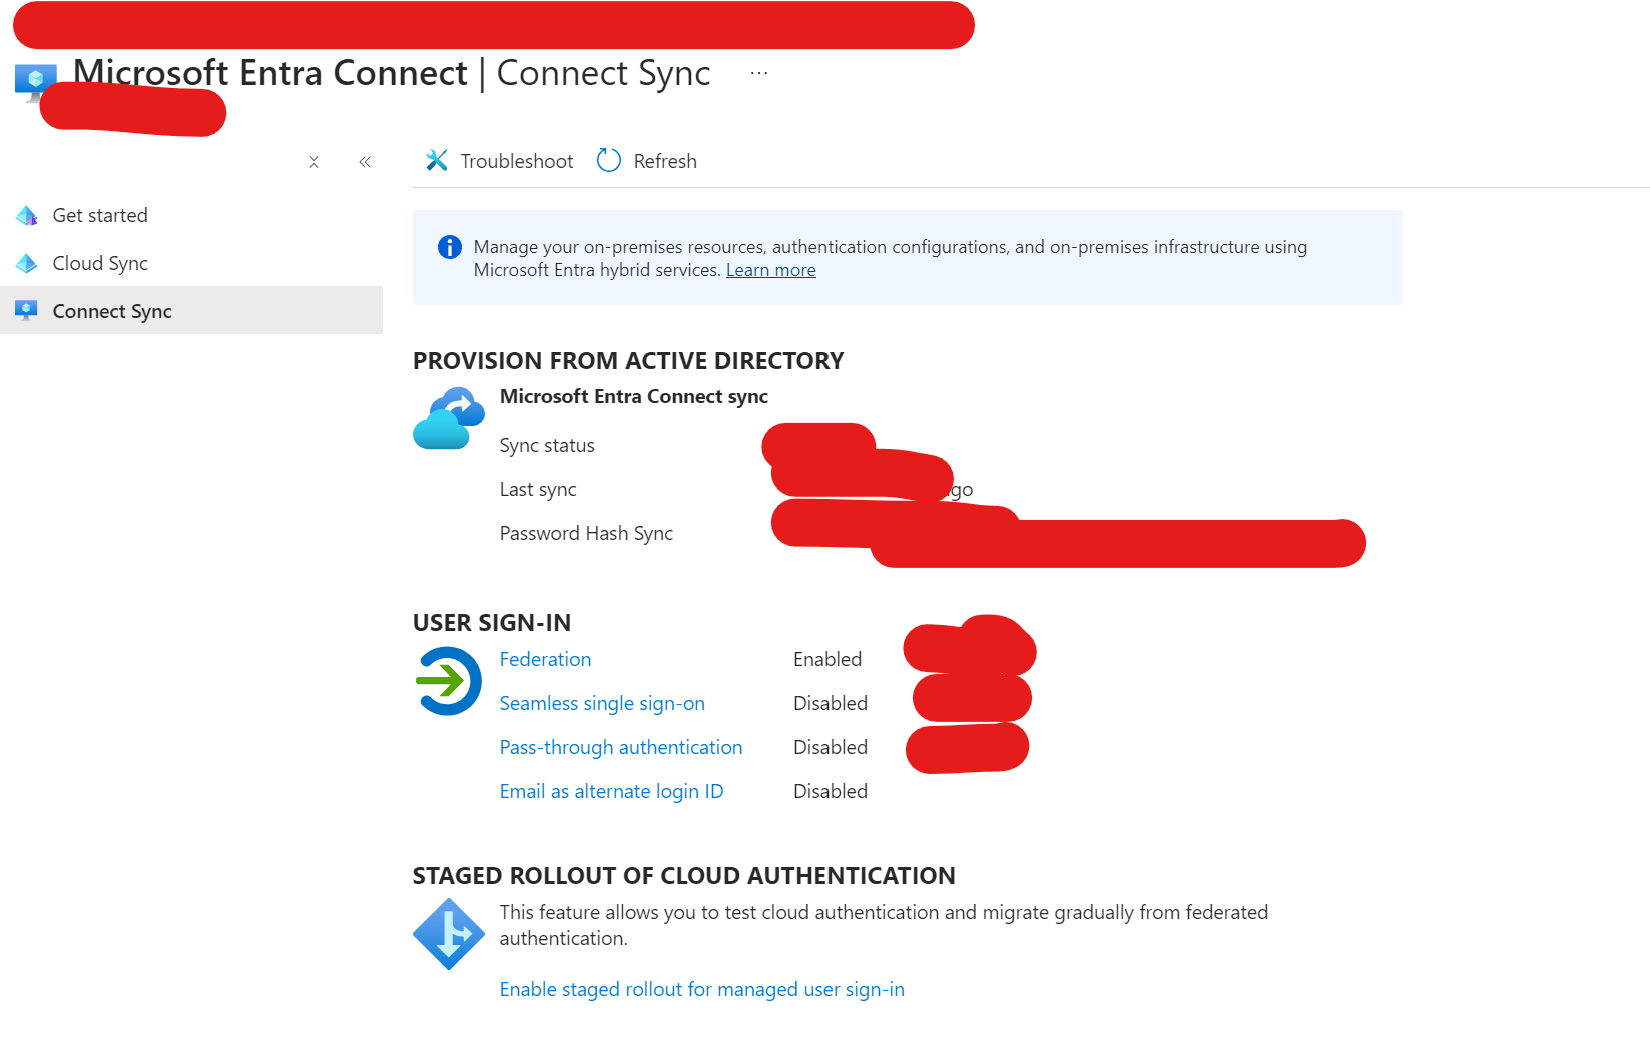 Microsoft Entra Connect | Connect Sync ...
Troubleshoot Refresh
Get started
Cloud Sync
Connect Sync
Manage your on-premises resources, authentication configurations, and on-premises infrastructure using
Microsoft Entra hybrid services. Learn more
PROVISION FROM ACTIVE DIRECTORY
Microsoft Entra Connect sync
Sync status
Last sync
Password Hash Sync
USER SIGN-IN
Federation Enabled
Seamless single sign-on Disabled
Pass-through authentication Disabled
Email as alternate login ID Disabled
STAGED ROLLOUT OF CLOUD AUTHENTICATION
This feature allows you to test cloud authentication and migrate gradually from federated
authentication.
Enable staged rollout for managed user sign-in